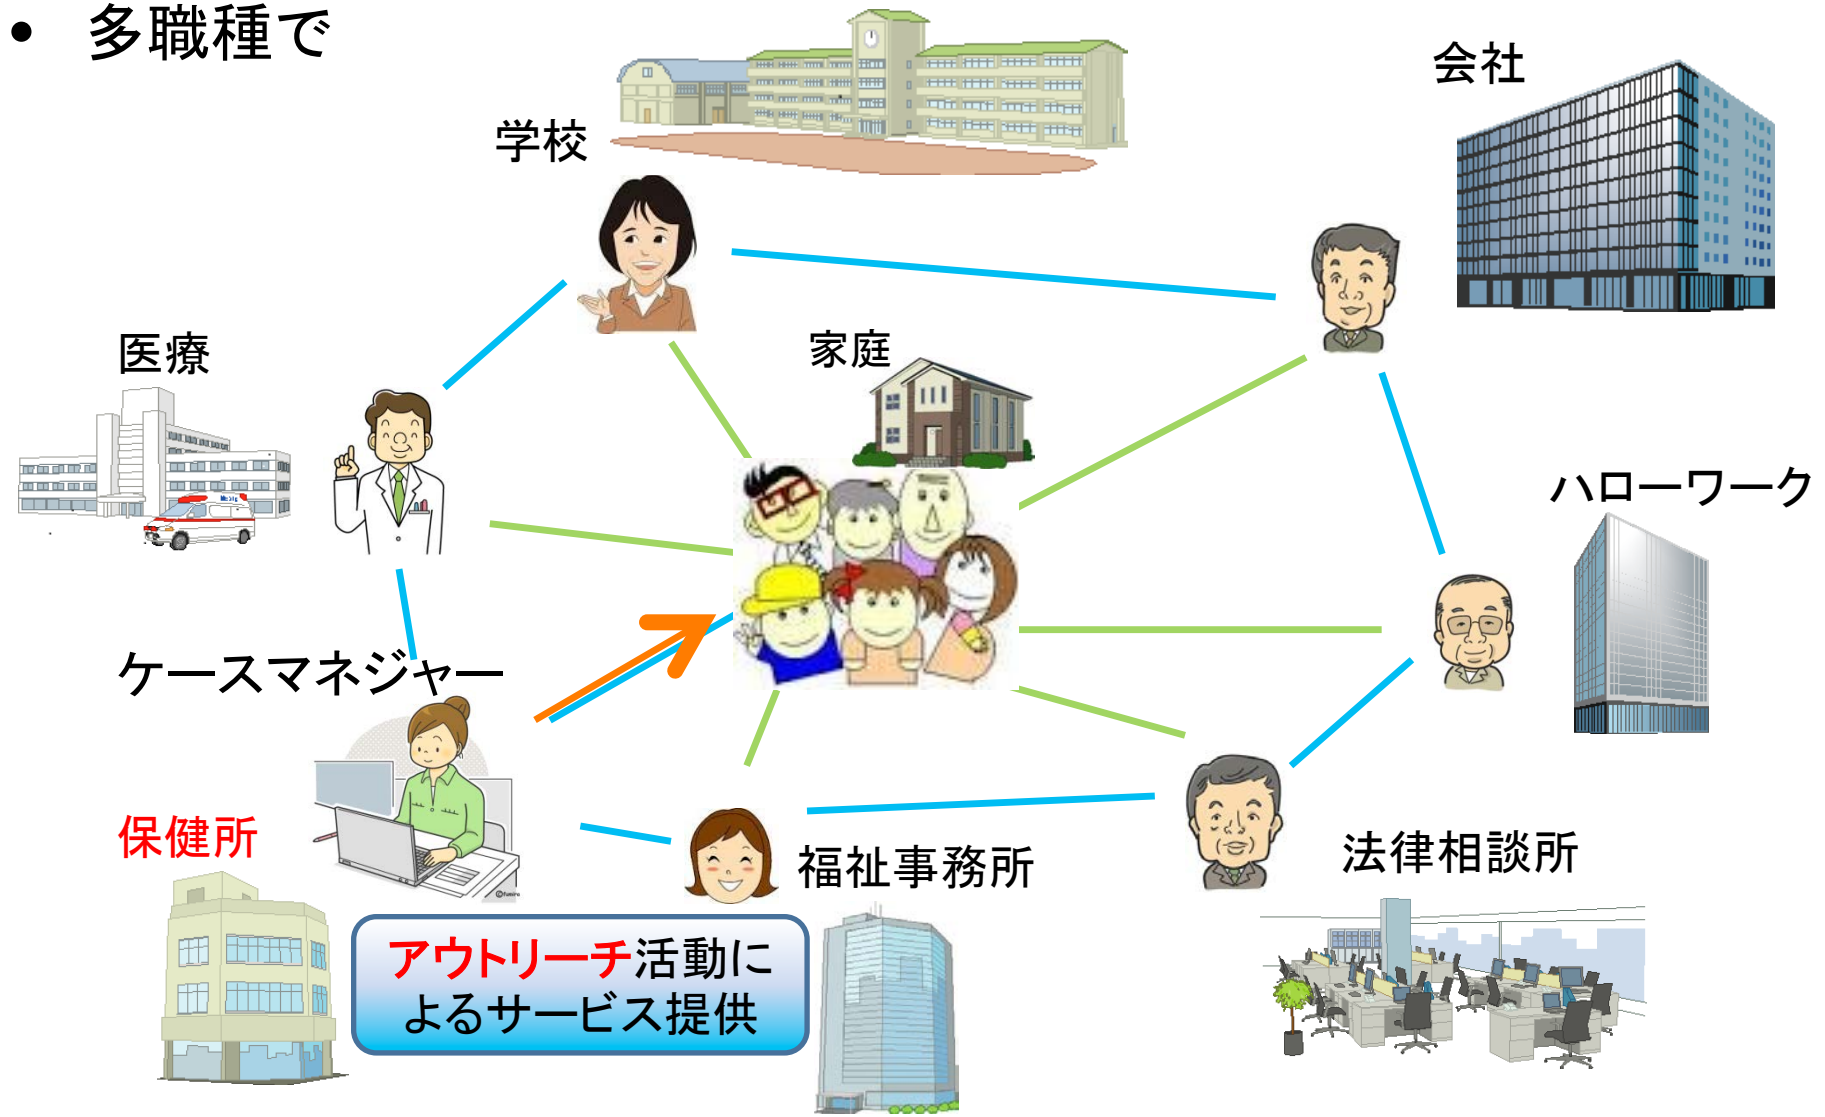 • 多職種で
会社
学校
家庭
医療
ハローワーク
ケースマネジャー
保健所
福祉事務所
法律相談所
アウトリーチ活動に
よるサービス提供